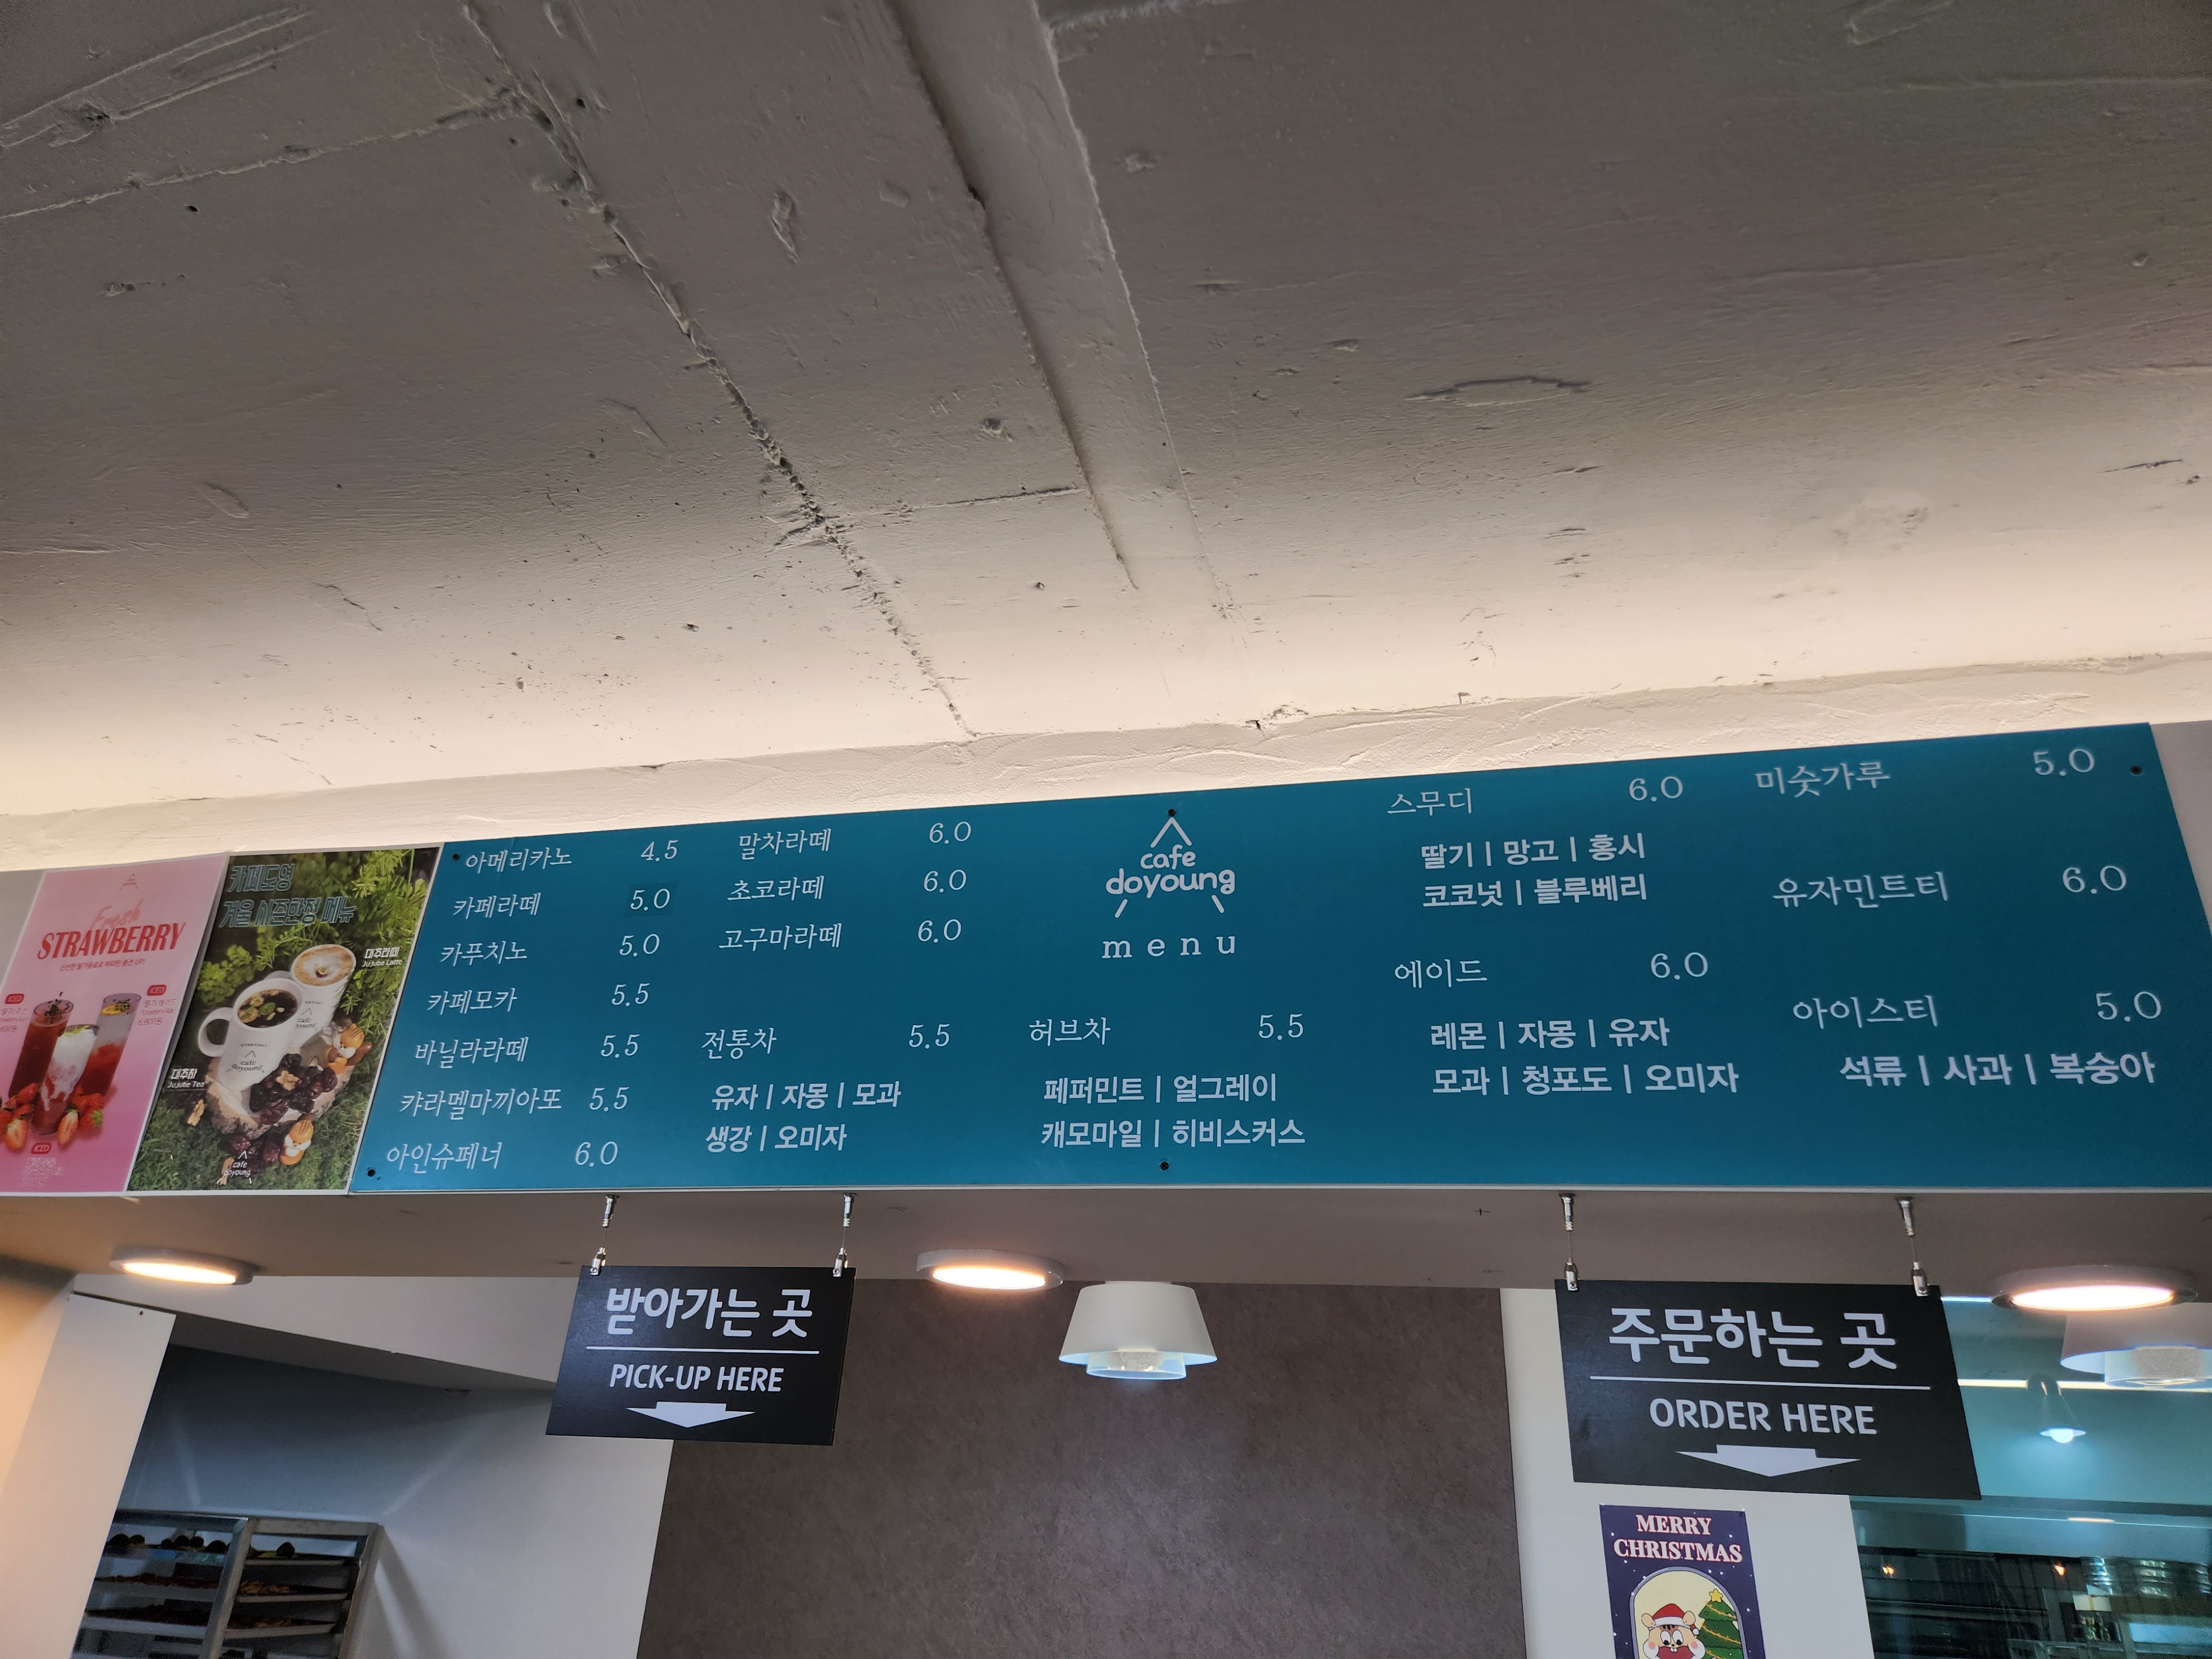 Fresh
STRAWBERRY
ICED
ICED
ICED
카페도영
겨울 시즌한정 메뉴
대추라떼
Jujube Latte
대추차
Jujube Tea
cafe
doyoung
cafe
doyoung
아메리카노 4.5
카페라떼 5.0
카푸치노 5.0
카페모카 5.5
바닐라라떼 5.5
캬라멜마끼아또 5.5
아인슈페너 6.0
말차라떼 6.0
초코라떼 6.0
고구마라떼 6.0
전통차 5.5
유자 | 자몽 | 모과
생강 | 오미자
cafe
doyoung
menu
허브차 5.5
페퍼민트 | 얼그레이
캐모마일 | 히비스커스
스무디 6.0
딸기 | 망고 | 홍시
코코넛 | 블루베리
에이드 6.0
레몬 | 자몽 | 유자
모과 | 청포도 | 오미자
미숫가루 5.0
유자민트티 6.0
아이스티 5.0
석류 | 사과 | 복숭아
받아가는 곳
PICK-UP HERE
주문하는 곳
ORDER HERE
MERRY
CHRISTMAS